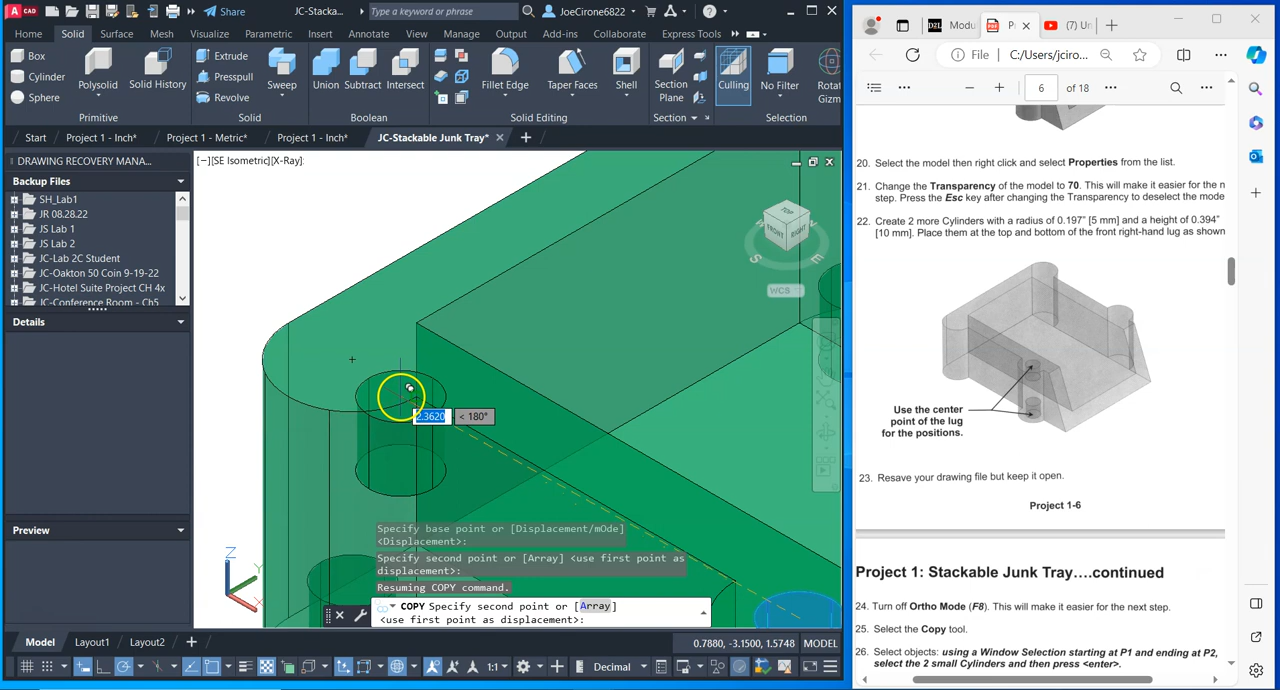 CAD
Share
JC-Stacka...
Type a keyword or phrase
JoeCirone6822
Home Solid Surface Mesh Visualize Parametric Insert Annotate View Manage Output Add-ins Collaborate Express Tools
Box
Cylinder
Sphere
Polysolid
Solid History
Extrude
Presspull
Revolve
Sweep
Union Subtract Intersect
Fillet Edge
Taper Faces
Shell
Section
Plane
Culling
No Filter
Rota
Gizm
Primitive
Solid
Boolean
Solid Editing
Section
Selection
Start Project 1 - Inch* Project 1 - Metric* Project 1 - Inch* JC-Stackable Junk Tray*
DRAWING RECOVERY MANA...
Backup Files
SH_Lab1
JR 08.28.22
JS Lab 1
JS Lab 2
JC-Lab 2C Student
JC-Oakton 50 Coin 9-19-22
JC-Hotel Suite Project CH 4x
JC-Conference Room - Ch5
Details
Preview
[−][SE Isometric][X-Ray]
TOP
FRONT
RIGHT
S
E
WCS
2.3620
< 180°
Specify base point or [Displacement/mOde]
<Displacement>:
Specify second point or [Array] <use first point as
displacement>:
Resuming COPY command.
COPY Specify second point or [Array]
<use first point as displacement>:
Z
Y
X
Model Layout1 Layout2
0.7880, -3.1500, 1.5748
MODEL
1:1
Decimal
D2L
Modu
P
(7) Un
File
C:/Users/jciro...
6
of 18
20. Select the model then right click and select Properties from the list.
21. Change the Transparency of the model to 70. This will make it easier for the n
step. Press the Esc key after changing the Transparency to deselect the mode
22. Create 2 more Cylinders with a radius of 0.197” [5 mm] and a height of 0.394”
[10 mm]. Place them at the top and bottom of the front right-hand lug as shown
Use the center
point of the lug
for the positions.
23. Resave your drawing file but keep it open.
Project 1-6
Project 1: Stackable Junk Tray….continued
24. Turn off Ortho Mode (F8). This will make it easier for the next step.
25. Select the Copy tool.
26. Select objects: using a Window Selection starting at P1 and ending at P2,
select the 2 small Cylinders and then press <enter>.